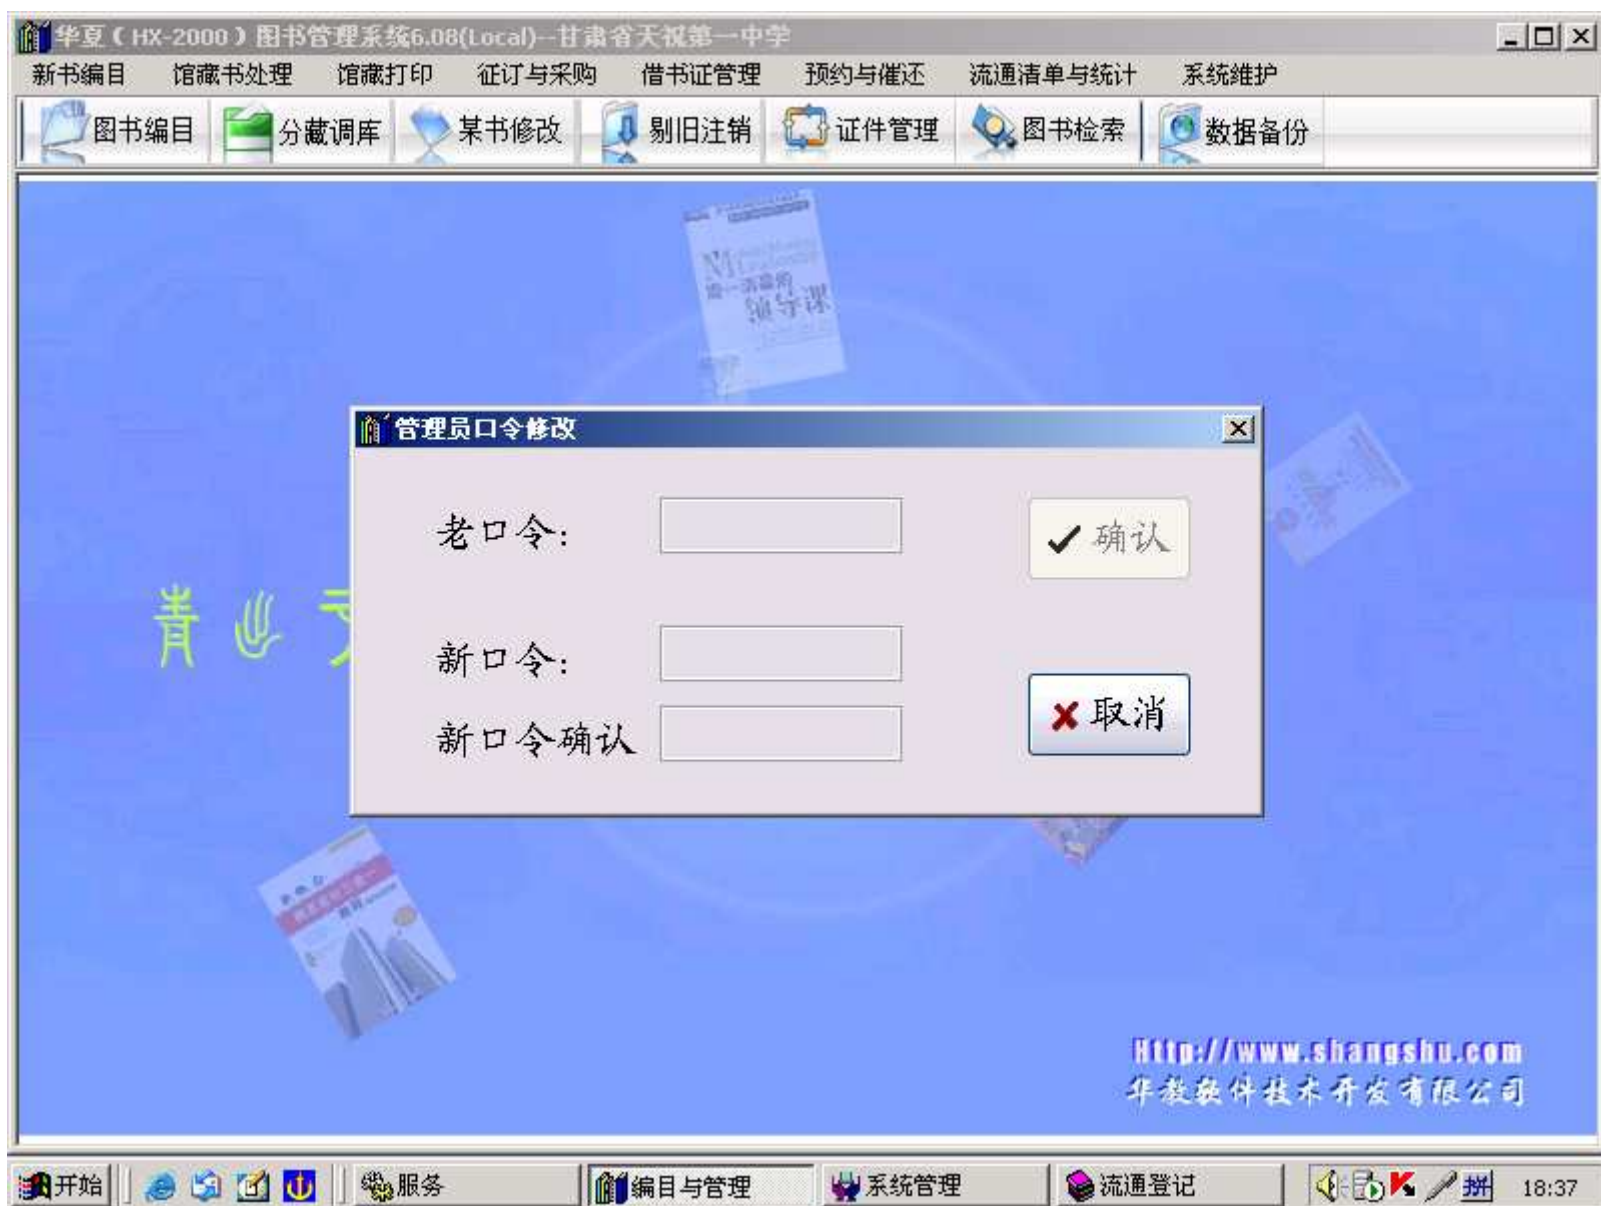 华夏(HX-2000)图书管理系统6.08(Local)--甘肃省天祝第一中学
新书编目 馆藏书处理 馆藏打印 征订与采购 借书证管理 预约与催还 流通清单与统计 系统维护
图书编目 分藏调库 某书修改 剔旧注销 证件管理 图书检索 数据备份
领导课
管理员口令修改
老口令:
确认
青山
新口令:
取消
新口令确认
Http://www.shangshu.com
华教软件技术开发有限公司
开始 服务 编目与管理 系统管理 流通登记 拼 18:37